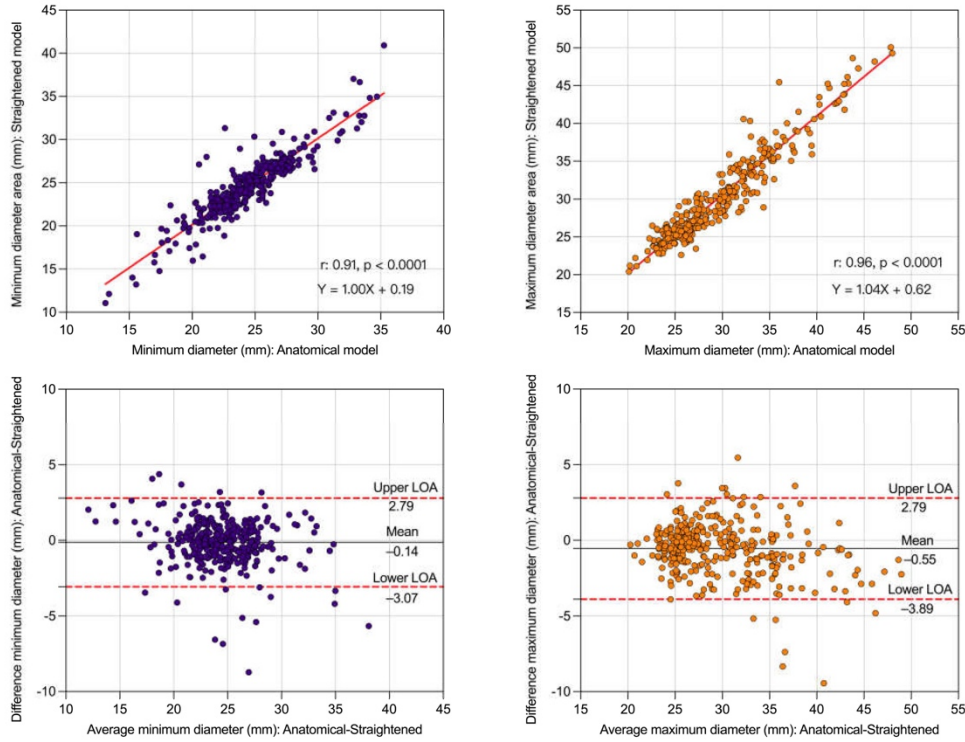 Minimum diameter area (mm): Straightened model
45
40
35
30
25
20
15
10
r: 0.91, p < 0.0001
Y = 1.00X + 0.19
10 15 20 25 30 35 40
Minimum diameter (mm): Anatomical model
Maximum diameter area (mm): Straightened model
55
50
45
40
35
30
25
20
15
r: 0.96, p < 0.0001
Y = 1.04X + 0.62
15 20 25 30 35 40 45 50 55
Maximum diameter (mm): Anatomical model
Difference minimum diameter (mm): Anatomical-Straightened
10
5
0
-5
-10
Upper LOA
2.79
Mean
–0.14
Lower LOA
–3.07
10 15 20 25 30 35 40 45
Average minimum diameter (mm): Anatomical-Straightened
Difference maximum diameter (mm): Anatomical-Straightened
10
5
0
-5
-10
Upper LOA
2.79
Mean
–0.55
Lower LOA
–3.89
15 20 25 30 35 40 45 50 55
Average maximum diameter (mm): Anatomical-Straightened